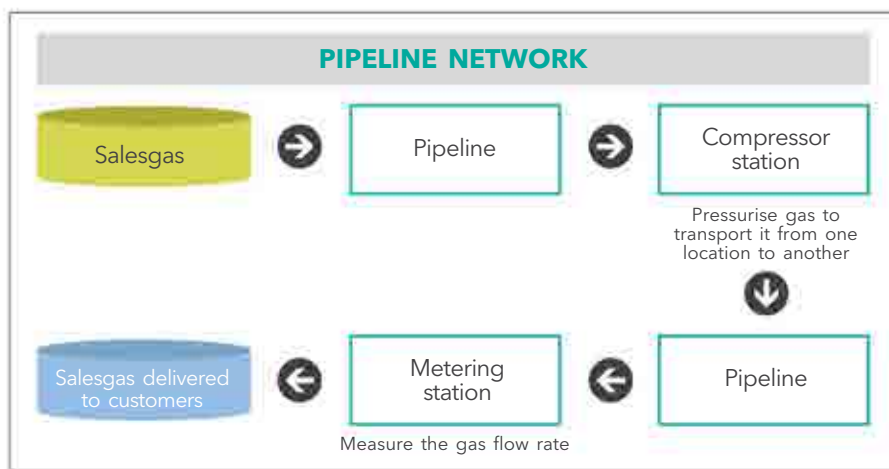 PIPELINE NETWORK
Salesgas
Pipeline
Compressor
station
Pressurise gas to
transport it from one
location to another
Salesgas delivered
to customers
Metering
station
Measure the gas flow rate
Pipeline